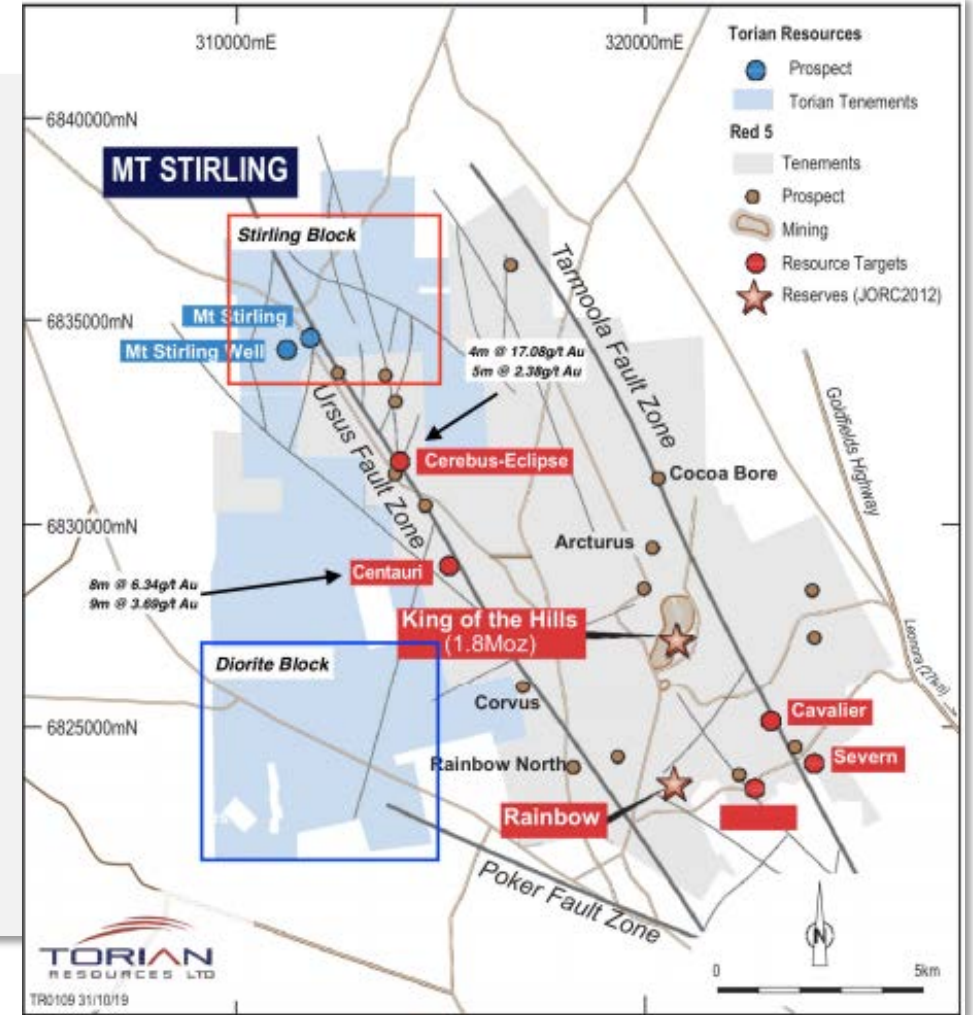 310000mE
320000mE
Torian Resources
Prospect
Torian Tenements
Red 5
Tenements
Prospect
Mining
Resource Targets
Reserves (JORC2012)
6840000mN
MT STIRLING
Stirling Block
Tarmoola Fault Zone
6835000mN
Mt Stirling
Mt Stirling Well
4m @ 17.08g/t Au
5m @ 2.38g/t Au
Ursus Fault Zone
Goldfields Highway
Cerebus-Eclipse
Cocoa Bore
6830000mN
Arcturus
Centauri
8m @ 6.34g/t Au
9m @ 3.69g/t Au
King of the Hills
(1.8Moz)
Leonora (27km)
Diorite Block
Corvus
6825000mN
Cavalier
Rainbow North
Severn
Rainbow
Poker Fault Zone
N
TORIAN
RESOURCES LTD
0
5km
TR0109 31/10/19